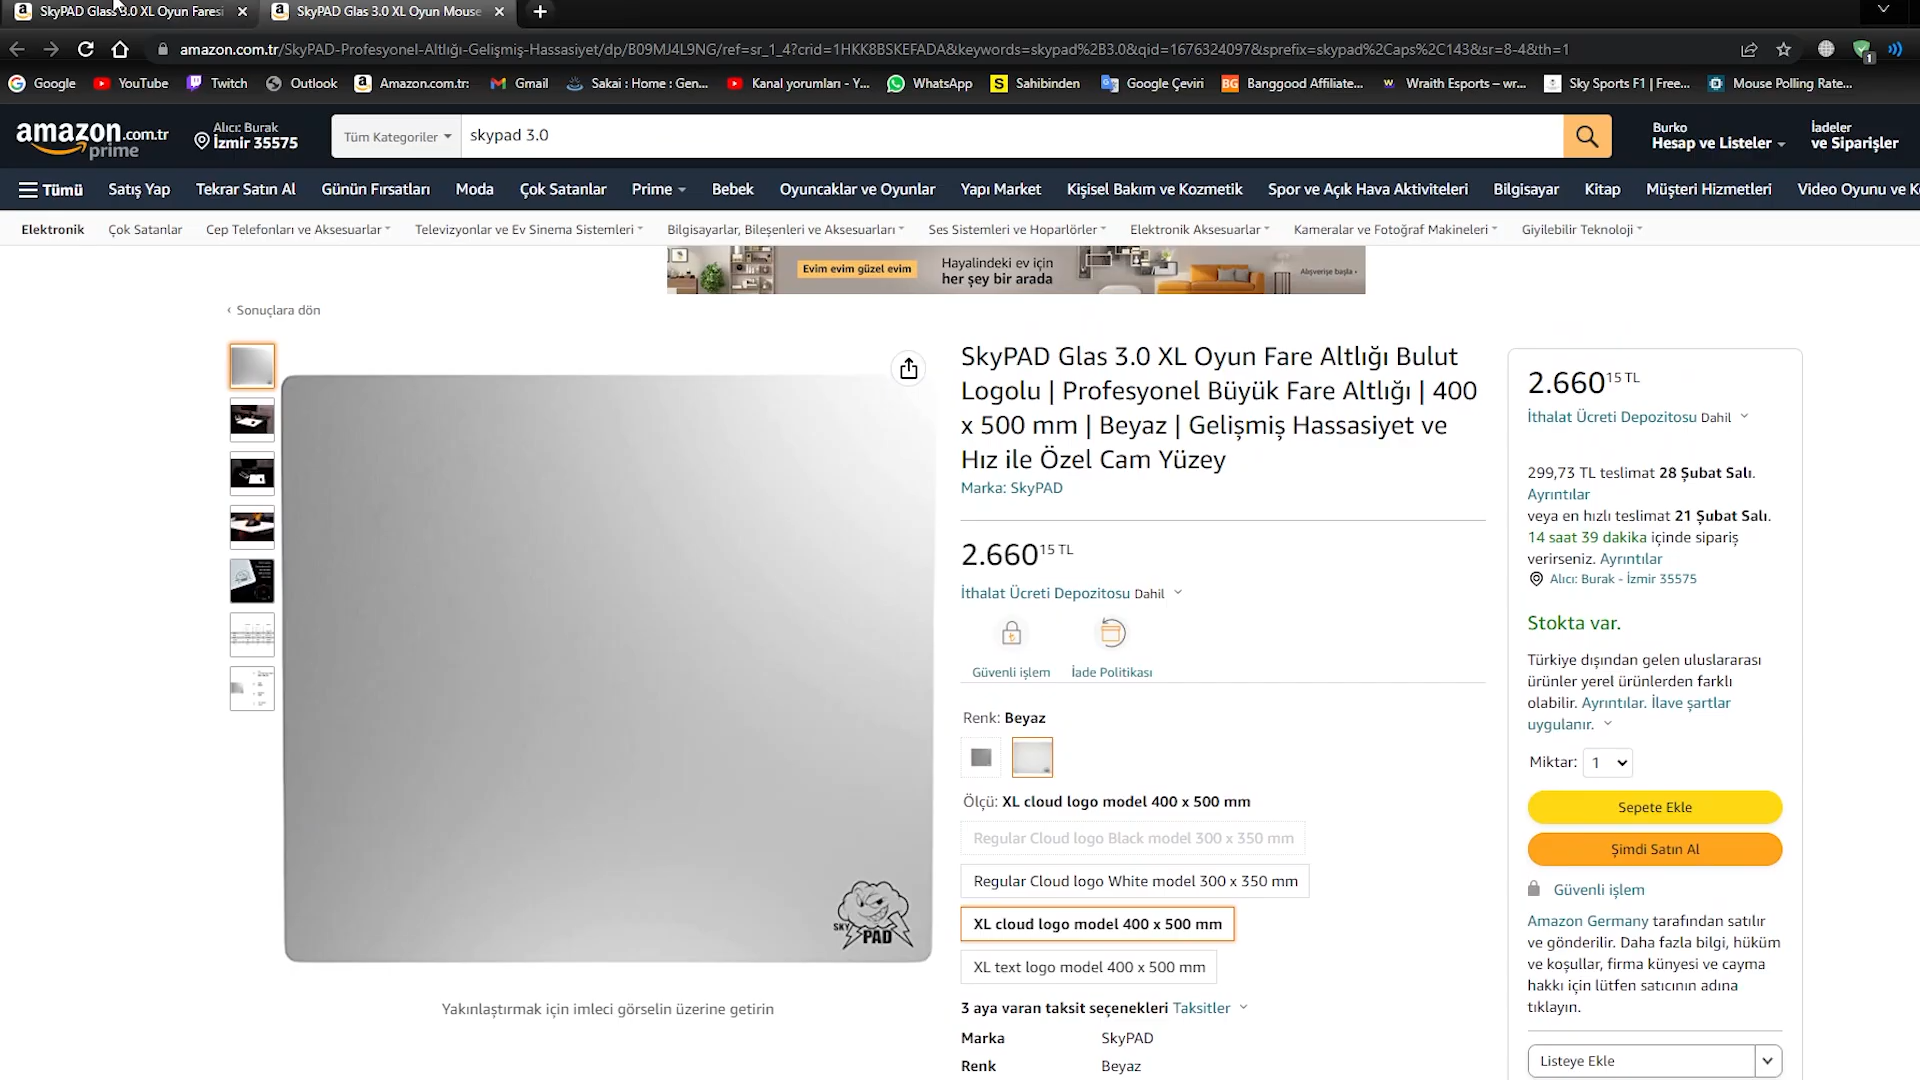 SkyPAD Glass 3.0 XL Oyun Faresi
SkyPAD Glas 3.0 XL Oyun Mouse
amazon.com.tr/SkyPAD-Profesyonel-Altlığı-Gelişmiş-Hassasiyet/dp/B09MJ4L9NG/ref=sr_1_4?crid=1HKK8BSKEFADA&keywords=skypad%2B3.0&qid=1676324097&sprefix=skypad%2Caps%2C143&sr=8-4&th=1
1
Google YouTube Twitch Outlook Amazon.com.tr: Gmail Sakai : Home : Gen... Kanal yorumları - Y... WhatsApp Sahibinden Google Çeviri Banggood Affiliate... Wraith Esports – wr... Sky Sports F1 | Free... Mouse Polling Rate...
amazon.com.tr
prime
Alıcı: Burak
İzmir 35575
Tüm Kategoriler
skypad 3.0
Burko
Hesap ve Listeler
İadeler
ve Siparişler
Tümü Satış Yap Tekrar Satın Al Günün Fırsatları Moda Çok Satanlar Prime Bebek Oyuncaklar ve Oyunlar Yapı Market Kişisel Bakım ve Kozmetik Spor ve Açık Hava Aktiviteleri Bilgisayar Kitap Müşteri Hizmetleri Video Oyunu ve K
Elektronik Çok Satanlar Cep Telefonları ve Aksesuarlar Televizyonlar ve Ev Sinema Sistemleri Bilgisayarlar, Bileşenleri ve Aksesuarları Ses Sistemleri ve Hoparlörler Elektronik Aksesuarlar Kameralar ve Fotoğraf Makineleri Giyilebilir Teknoloji
Evim evim güzel evim
Hayalindeki ev için
her şey bir arada
Alışverişe başla ›
‹ Sonuçlara dön
SKY PAD
Yakınlaştırmak için imleci görselin üzerine getirin
SkyPAD Glas 3.0 XL Oyun Fare Altlığı Bulut
Logolu | Profesyonel Büyük Fare Altlığı | 400
x 500 mm | Beyaz | Gelişmiş Hassasiyet ve
Hız ile Özel Cam Yüzey
Marka: SkyPAD
2.660 15 TL
İthalat Ücreti Depozitosu Dahil
Güvenli işlem
İade Politikası
Renk: Beyaz
Ölçü: XL cloud logo model 400 x 500 mm
Regular Cloud logo Black model 300 x 350 mm
Regular Cloud logo White model 300 x 350 mm
XL cloud logo model 400 x 500 mm
XL text logo model 400 x 500 mm
3 aya varan taksit seçenekleri Taksitler
Marka SkyPAD
Renk Beyaz
2.660 15 TL
İthalat Ücreti Depozitosu Dahil
299,73 TL teslimat 28 Şubat Salı.
Ayrıntılar
veya en hızlı teslimat 21 Şubat Salı.
14 saat 39 dakika içinde sipariş
verirseniz. Ayrıntılar
Alıcı: Burak - İzmir 35575
Stokta var.
Türkiye dışından gelen uluslararası
ürünler yerel ürünlerden farklı
olabilir. Ayrıntılar. İlave şartlar
uygulanır.
Miktar: 1
Sepete Ekle
Şimdi Satın Al
Güvenli işlem
Amazon Germany tarafından satılır
ve gönderilir. Daha fazla bilgi, hüküm
ve koşullar, firma künyesi ve cayma
hakkı için lütfen satıcının adına
tıklayın.
Listeye Ekle